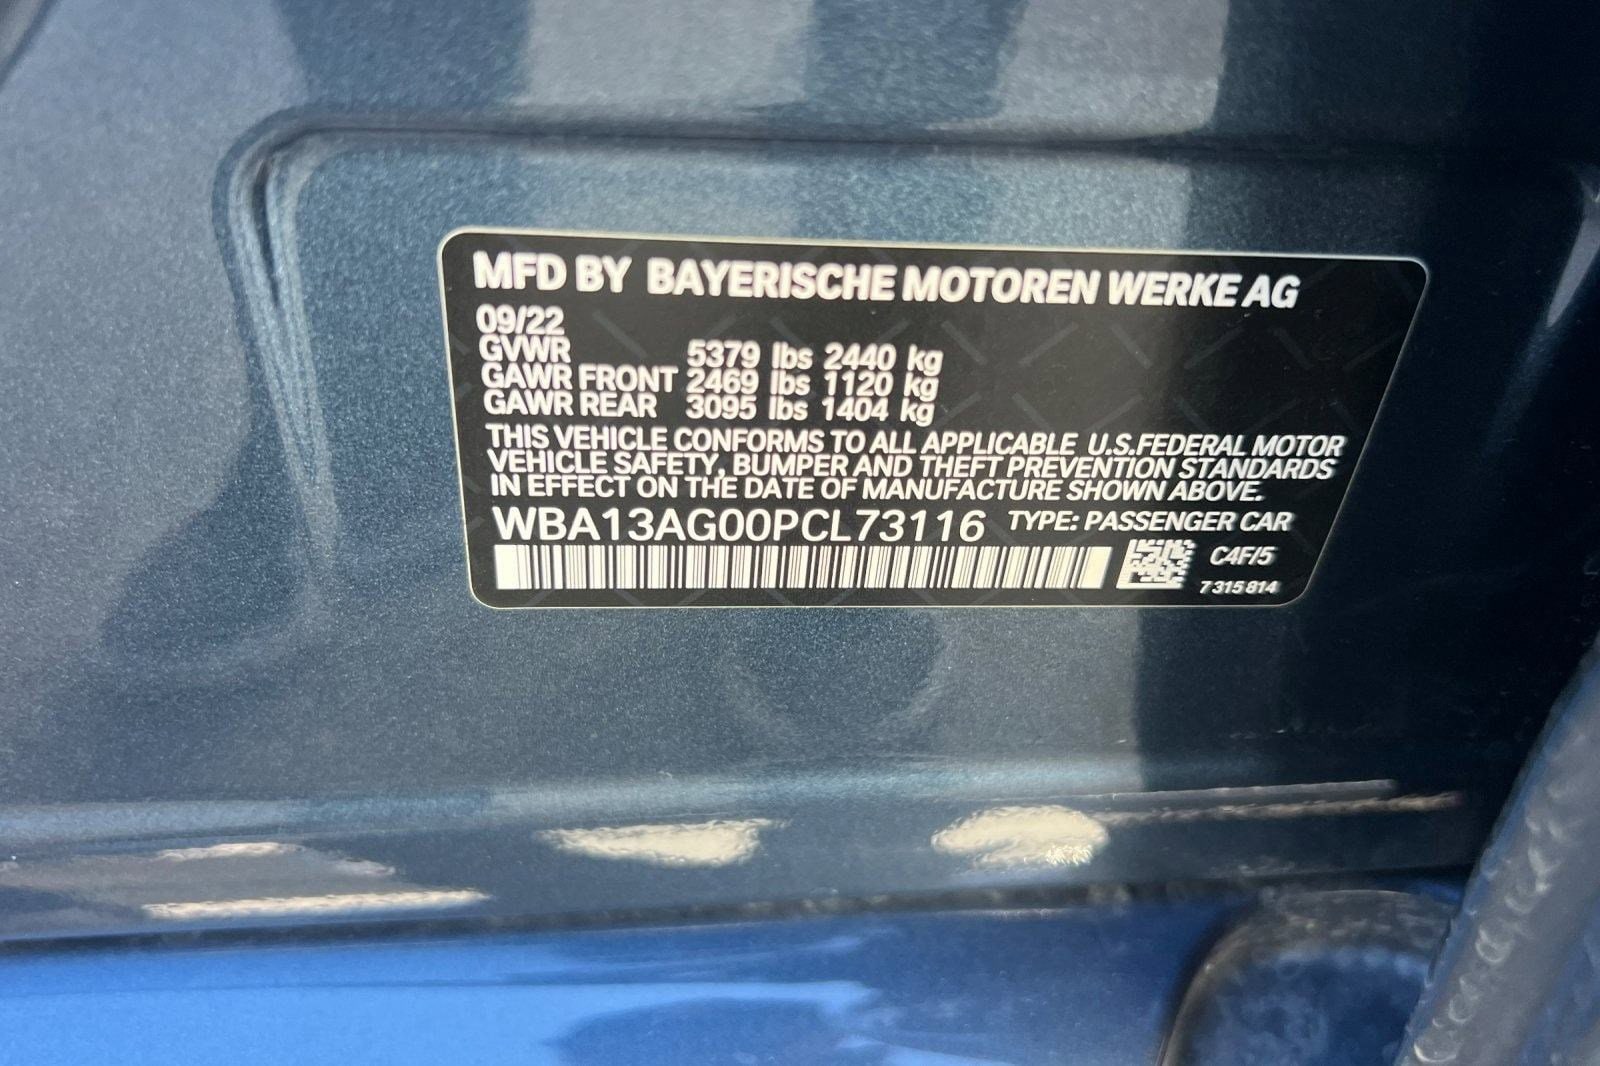 MFD BY BAYERISCHE MOTOREN WERKE AG
09/22
GVWR 5379 lbs 2440 kg
GAWR FRONT 2469 lbs 1120 kg
GAWR REAR 3095 lbs 1404 kg
THIS VEHICLE CONFORMS TO ALL APPLICABLE U.S.FEDERAL MOTOR
VEHICLE SAFETY, BUMPER AND THEFT PREVENTION STANDARDS
IN EFFECT ON THE DATE OF MANUFACTURE SHOWN ABOVE.
WBA13AG00PCL73116 TYPE: PASSENGER CAR
C4F/5
7 315 814